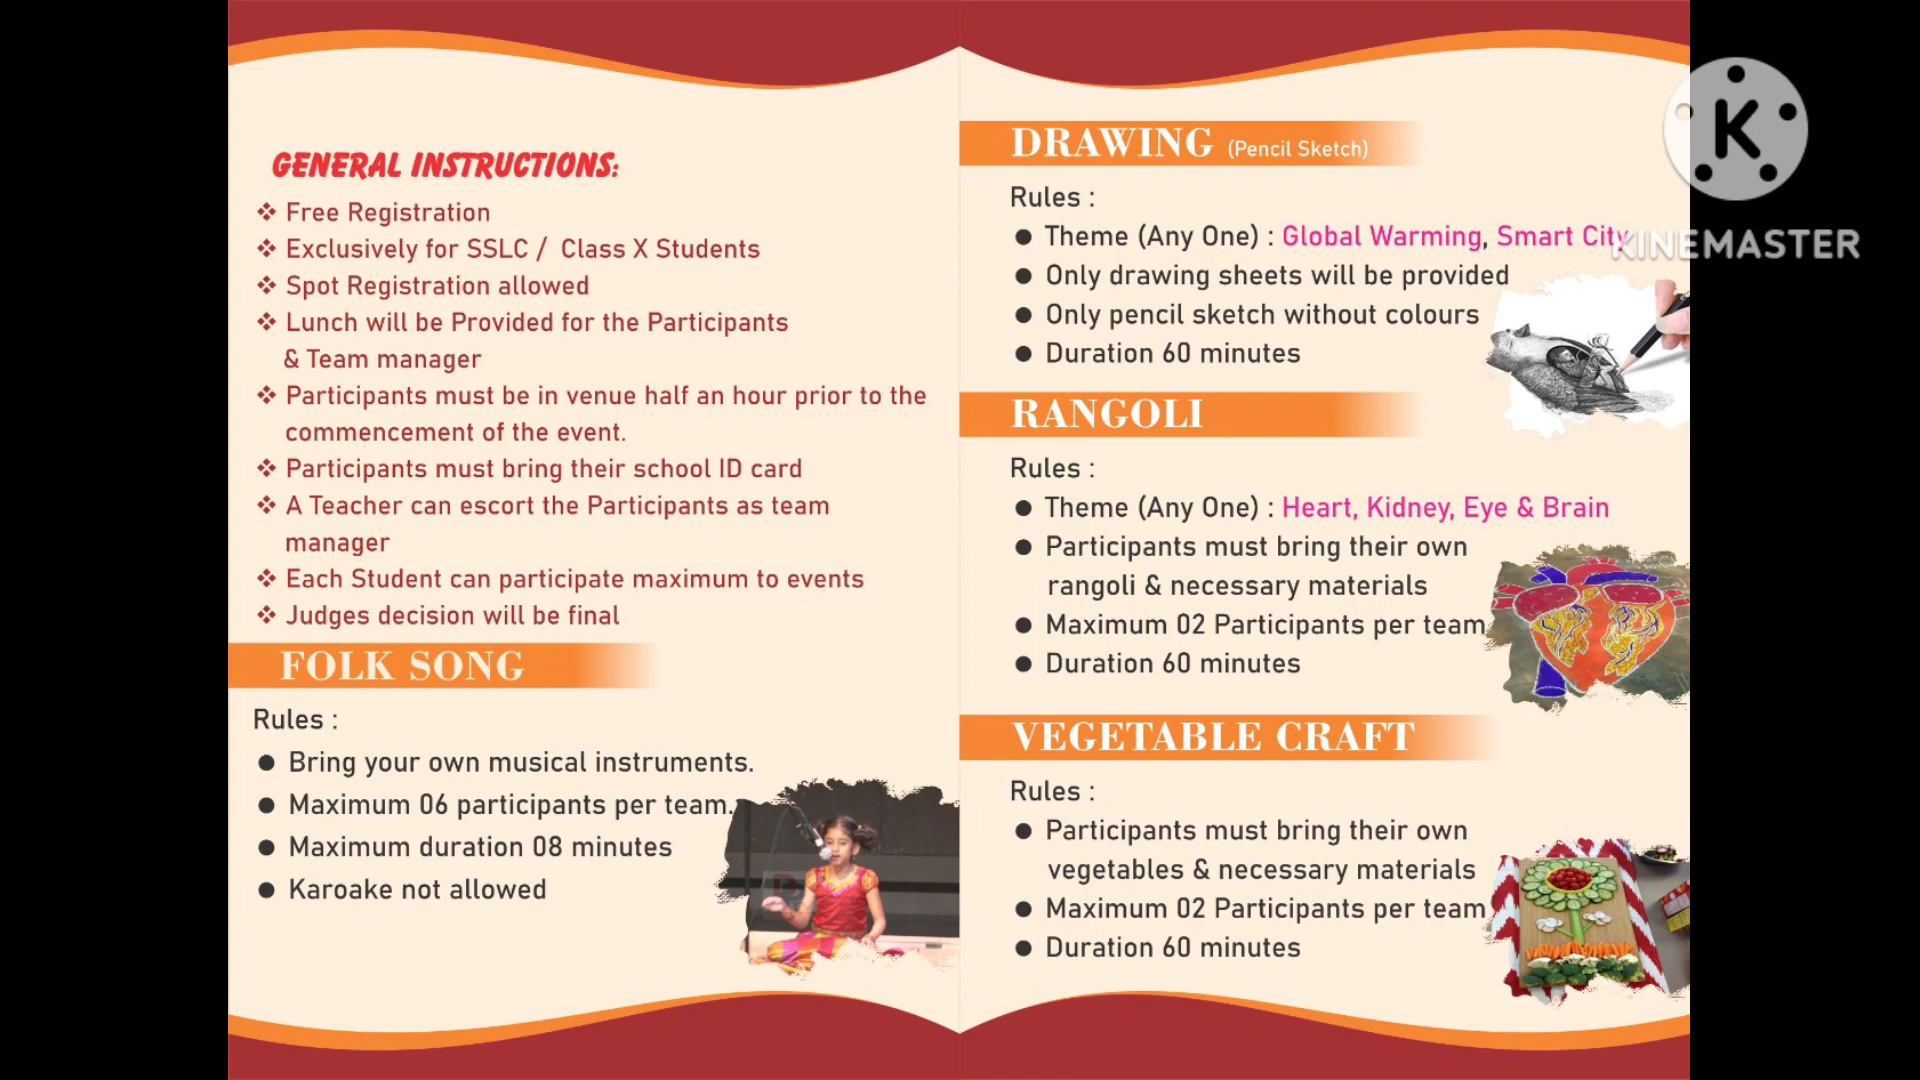 GENERAL INSTRUCTIONS:
Free Registration
Exclusively for SSLC / Class X Students
Spot Registration allowed
Lunch will be Provided for the Participants
& Team manager
Participants must be in venue half an hour prior to the
commencement of the event.
Participants must bring their school ID card
A Teacher can escort the Participants as team
manager
Each Student can participate maximum to events
Judges decision will be final
FOLK SONG
Rules :
Bring your own musical instruments.
Maximum 06 participants per team.
Maximum duration 08 minutes
Karoake not allowed
DRAWING (Pencil Sketch)
Rules :
Theme (Any One) : Global Warming, Smart City
Only drawing sheets will be provided
Only pencil sketch without colours
Duration 60 minutes
RANGOLI
Rules :
Theme (Any One) : Heart, Kidney, Eye & Brain
Participants must bring their own
rangoli & necessary materials
Maximum 02 Participants per team
Duration 60 minutes
VEGETABLE CRAFT
Rules :
Participants must bring their own
vegetables & necessary materials
Maximum 02 Participants per team
Duration 60 minutes
K
KINEMASTER